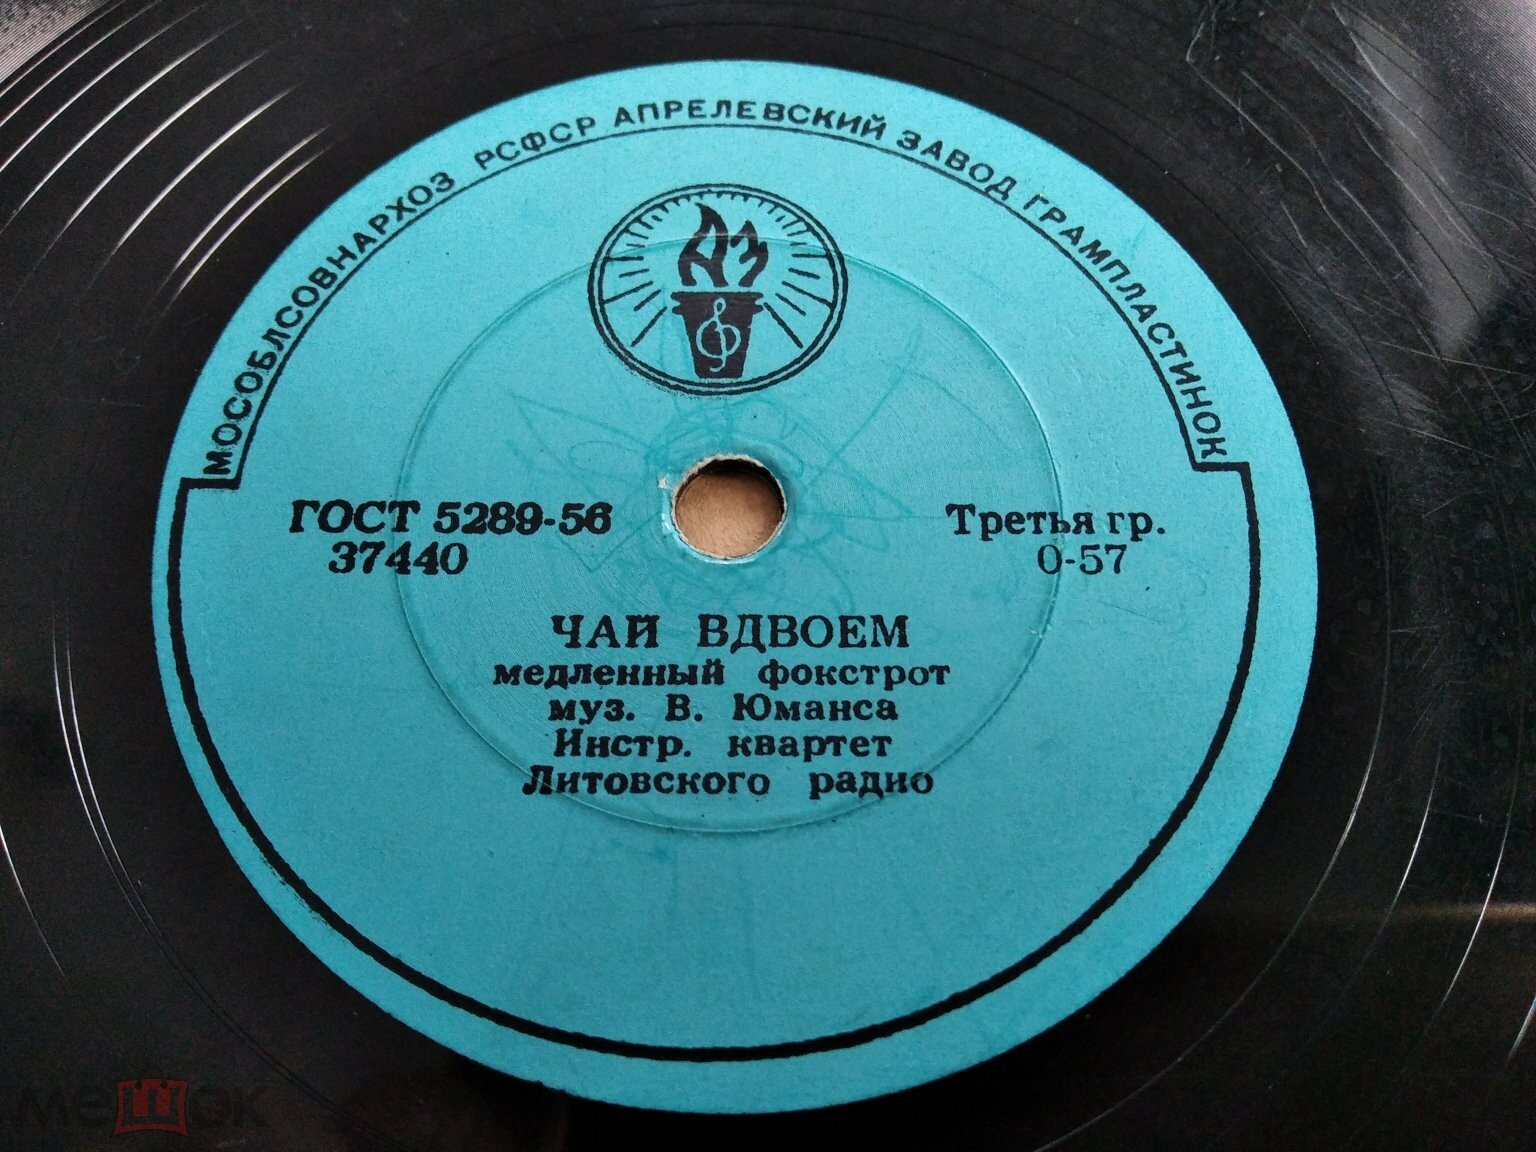 МОСОБЛСОВНАРХОЗ РСФСР АПРЕЛЕВСКИЙ ЗАВОД ГРАМПЛАСТИНОК
АЗ
ГОСТ 5289-56
37440
Третья гр.
0-57
ЧАЙ ВДВОЕМ
медленный фокстрот
муз. В. Юманса
Инстр. квартет
Литовского радио
мешок